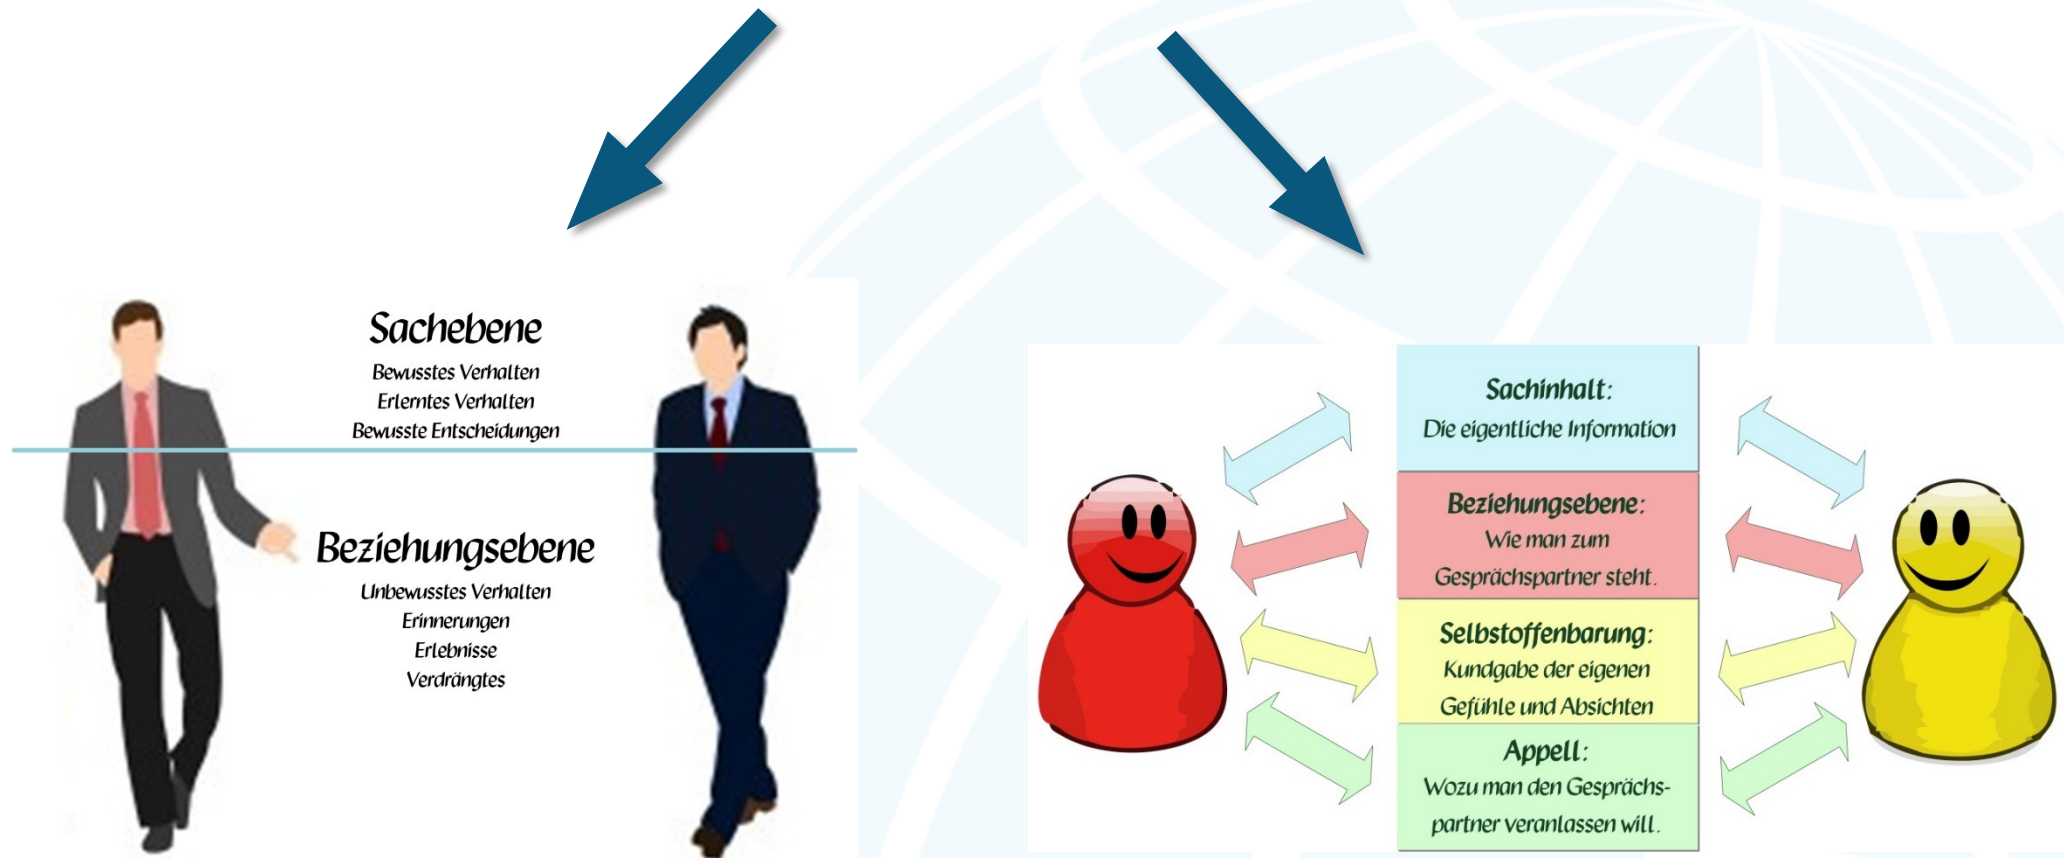 Sachebene
Bewusstes Verhalten
Erlerntes Verhalten
Bewusste Entscheidungen
Beziehungsebene
Unbewusstes Verhalten
Erinnerungen
Erlebnisse
Verdrängtes
Sachinhalt:
Die eigentliche Information
Beziehungsebene:
Wie man zum
Gesprächspartner steht.
Selbstoffenbarung:
Kundgabe der eigenen
Gefühle und Absichten
Appell:
Wozu man den Gesprächs-
partner veranlassen will.